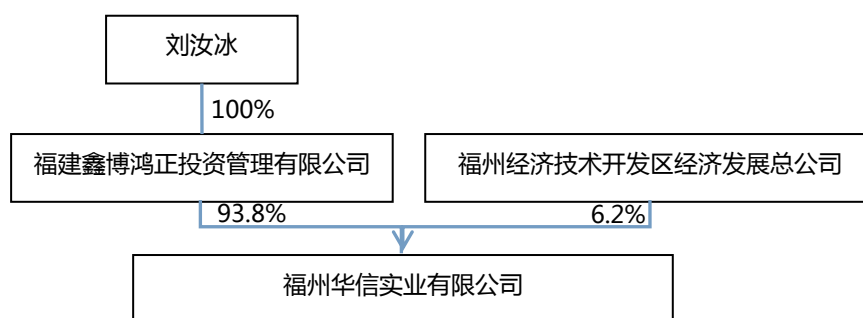 刘汝冰
100%
福建鑫博鸿正投资管理有限公司
福州经济技术开发区经济发展总公司
93.8%
6.2%
福州华信实业有限公司